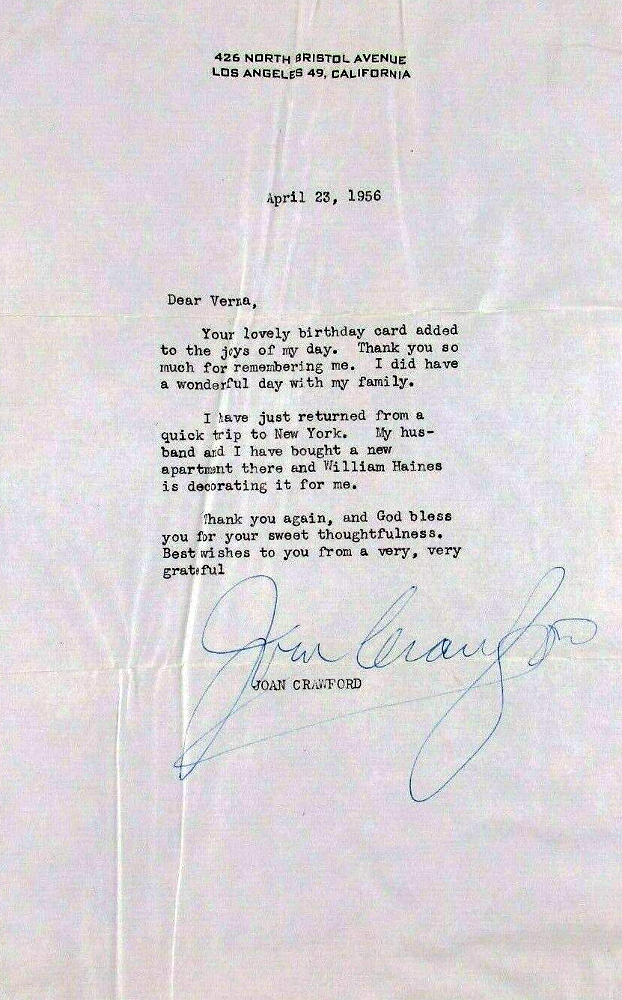 426 NORTH BRISTOL AVENUE
LOS ANGELES 49, CALIFORNIA
April 23, 1956
Dear Verna,
Your lovely birthday card added
to the joys of my day. Thank you so
much for remembering me. I did have
a wonderful day with my family.
I have just returned from a
quick trip to New York. My hus-
band and I have bought a new
apartment there and William Haines
is decorating it for me.
Thank you again, and God bless
you for your sweet thoughtfulness.
Best wishes to you from a very, very
grateful
Joan Crawford
JOAN CRAWFORD